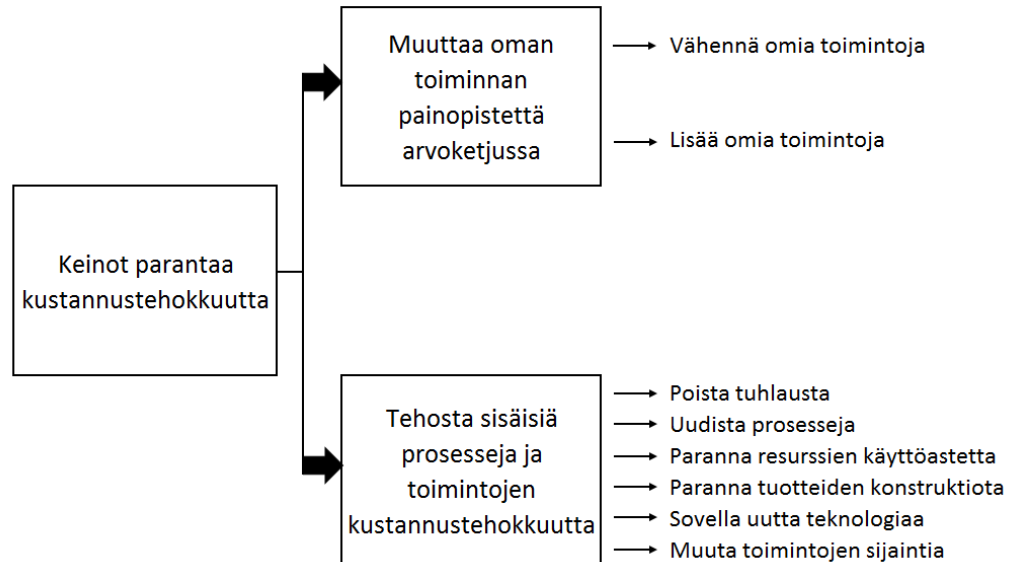 Keinot parantaa
kustannustehokkuutta
Muuttaa oman
toiminnan
painopistettä
arvoketjussa
Vähennä omia toimintoja
Lisää omia toimintoja
Tehosta sisäisiä
prosesseja ja
toimintojen
kustannustehokkuutta
Poista tuhlausta
Uudista prosesseja
Paranna resurssien käyttöastetta
Paranna tuotteiden konstruktiota
Sovella uutta teknologiaa
Muuta toimintojen sijaintia